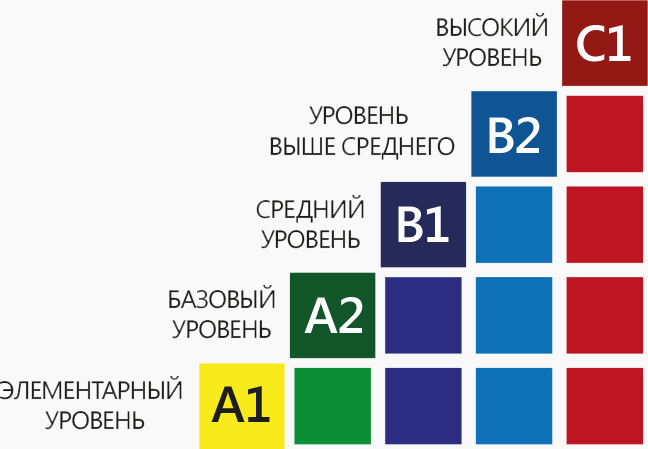 ВЫСОКИЙ
УРОВЕНЬ
C1
УРОВЕНЬ
ВЫШЕ СРЕДНЕГО
B2
СРЕДНИЙ
УРОВЕНЬ
B1
БАЗОВЫЙ
УРОВЕНЬ
A2
ЭЛЕМЕНТАРНЫЙ
УРОВЕНЬ
A1